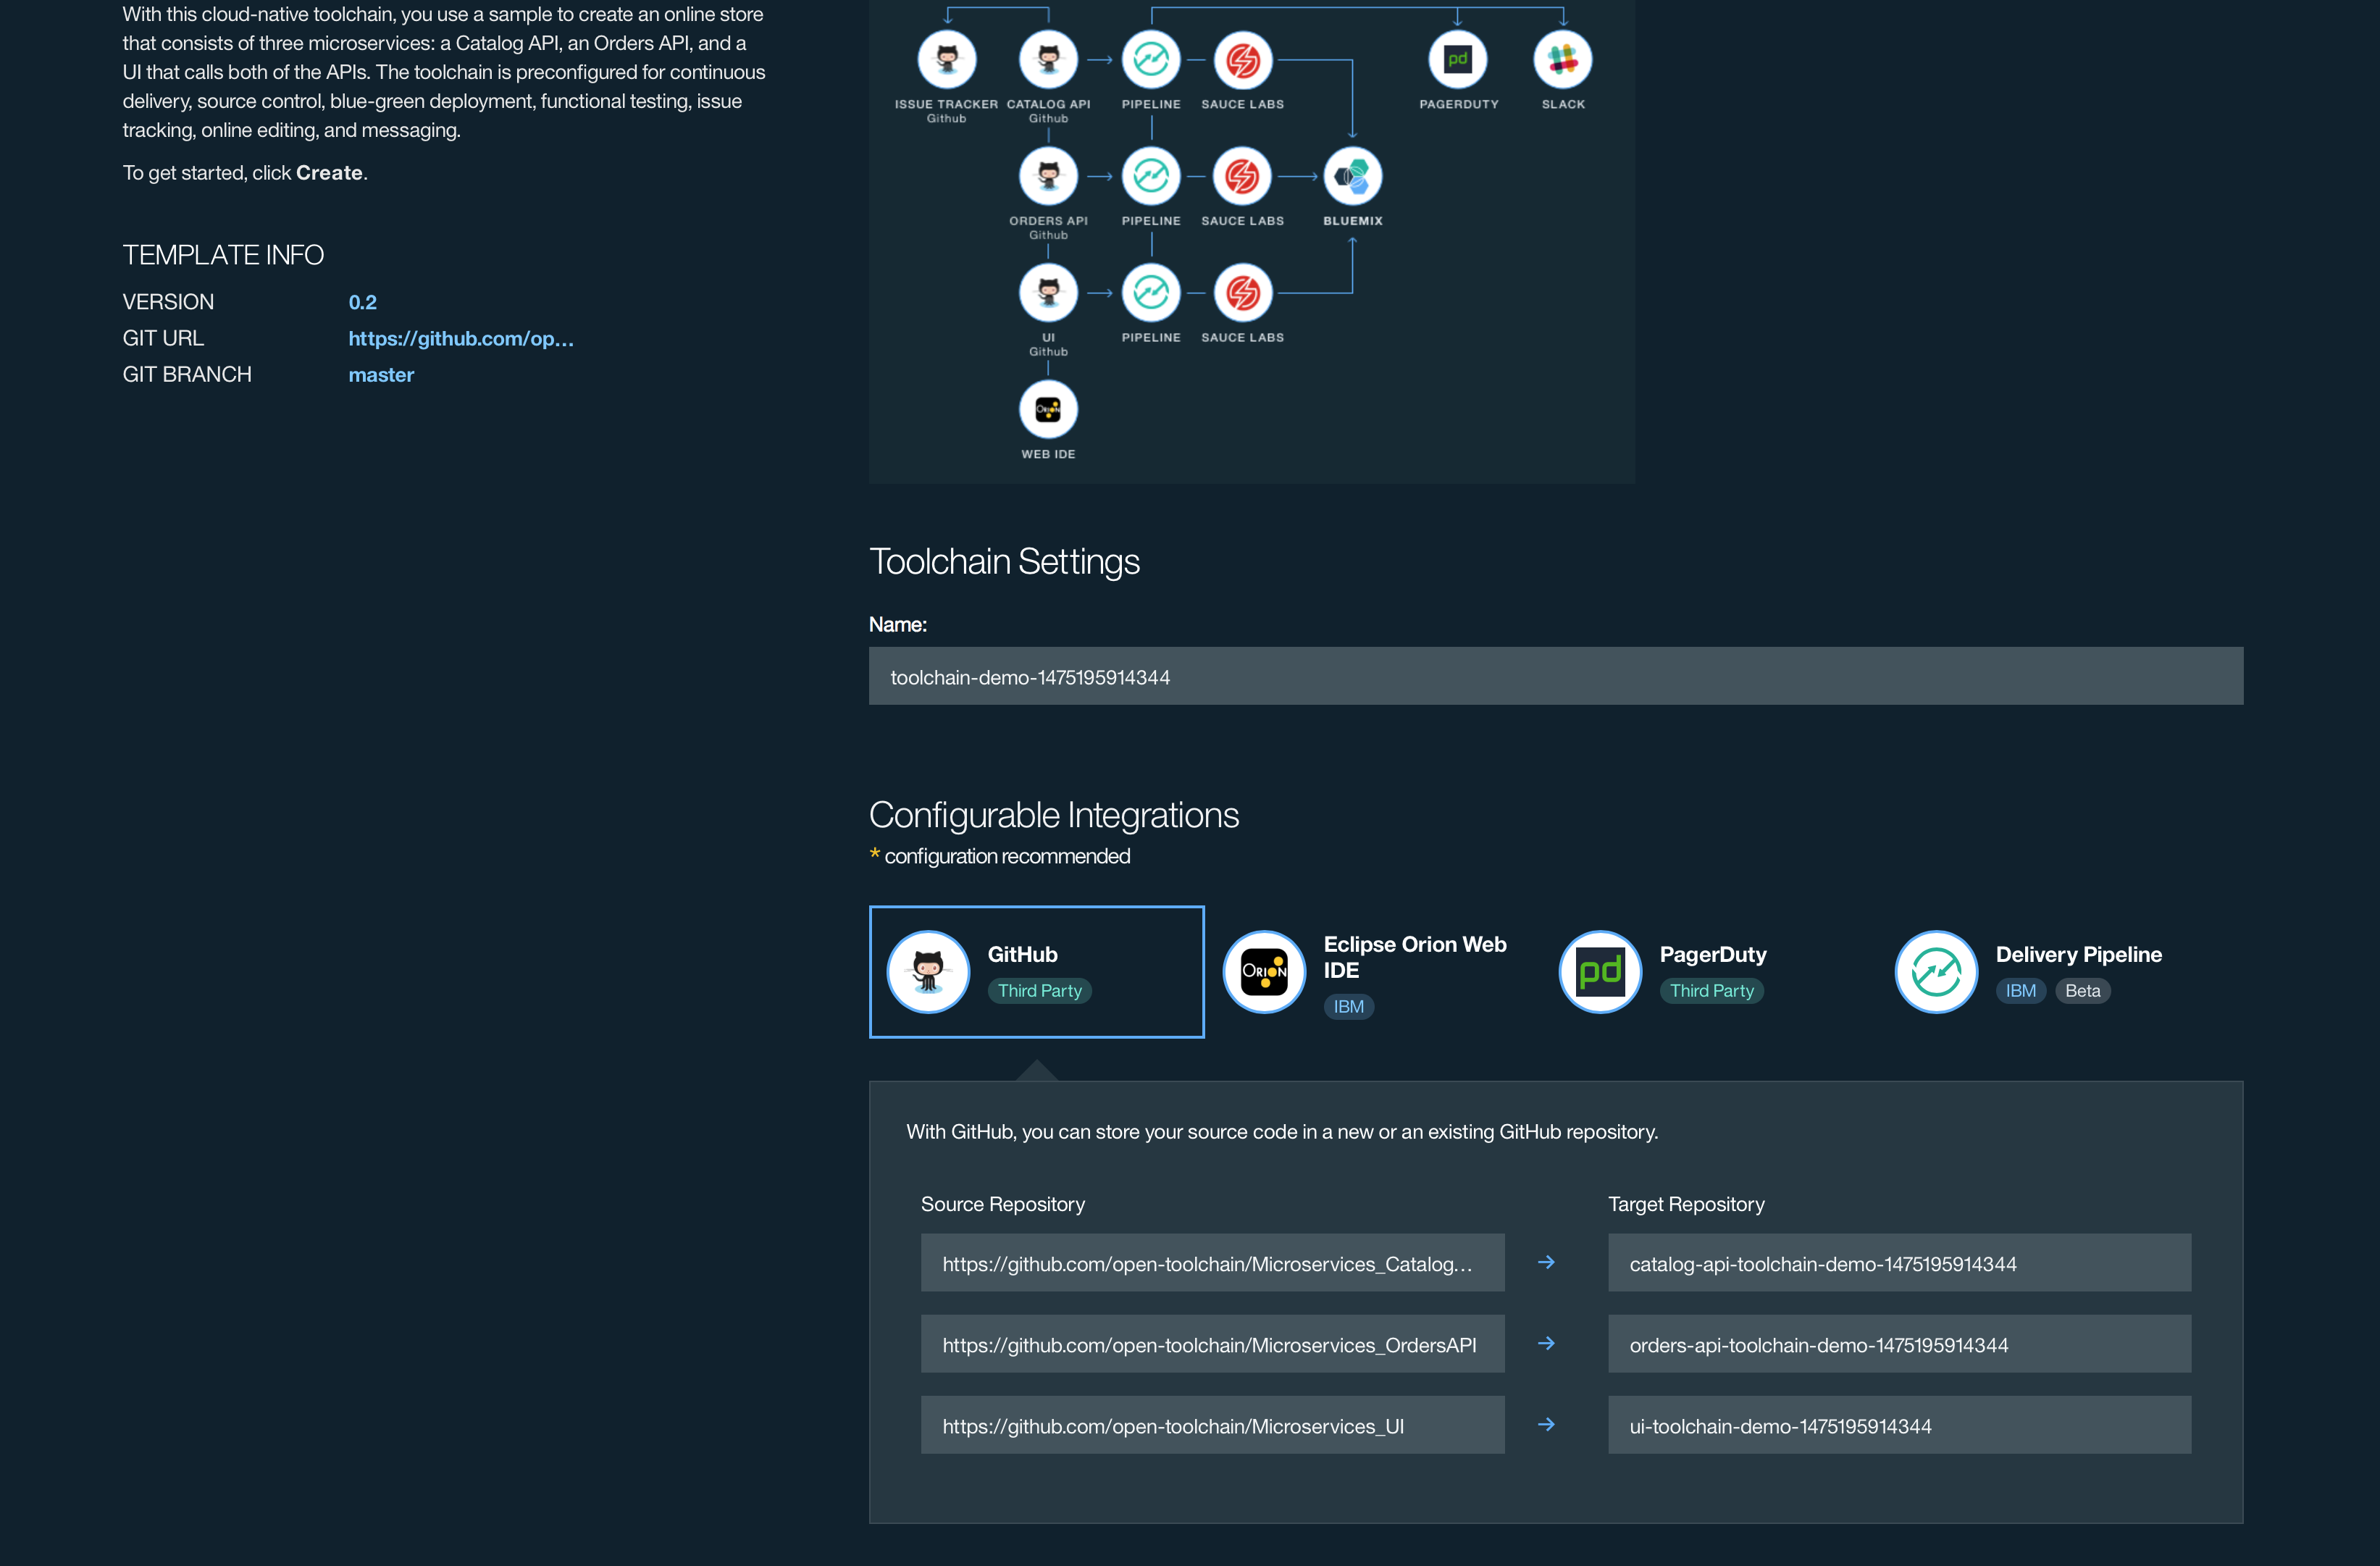 With this cloud-native toolchain, you use a sample to create an online store
that consists of three microservices: a Catalog API, an Orders API, and a
UI that calls both of the APIs. The toolchain is preconfigured for continuous
delivery, source control, blue-green deployment, functional testing, issue
tracking, online editing, and messaging.
To get started, click Create.
TEMPLATE INFO
VERSION 0.2
GIT URL https://github.com/op...
GIT BRANCH master
pd
ISSUE TRACKER CATALOG API PIPELINE SAUCE LABS PAGERDUTY SLACK
Github Github
ORDERS API PIPELINE SAUCE LABS BLUEMIX
Github
UI PIPELINE SAUCE LABS
Github
ORION
WEB IDE
Toolchain Settings
Name:
toolchain-demo-1475195914344
Configurable Integrations
* configuration recommended
GitHub
Third Party
ORION
Eclipse Orion Web
IDE
IBM
pd
PagerDuty
Third Party
Delivery Pipeline
IBM Beta
With GitHub, you can store your source code in a new or an existing GitHub repository.
Source Repository Target Repository
https://github.com/open-toolchain/Microservices_Catalog... → catalog-api-toolchain-demo-1475195914344
https://github.com/open-toolchain/Microservices_OrdersAPI → orders-api-toolchain-demo-1475195914344
https://github.com/open-toolchain/Microservices_UI → ui-toolchain-demo-1475195914344